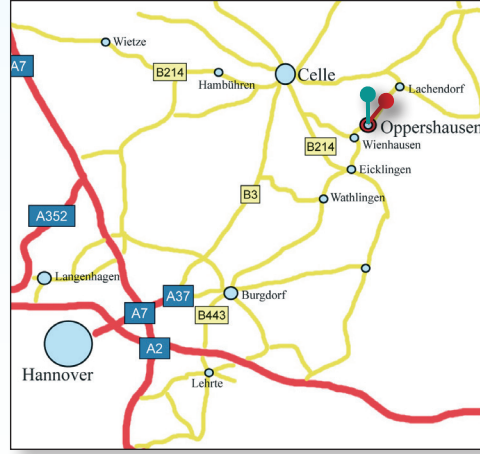 Wietze
A7
B214
Celle
Hambühren
Lachendorf
Oppershausen
B214
Wienhausen
Eicklingen
B3
Wathlingen
A352
Langenhagen
A37
Burgdorf
A7
B443
A2
Hannover
Lehrte